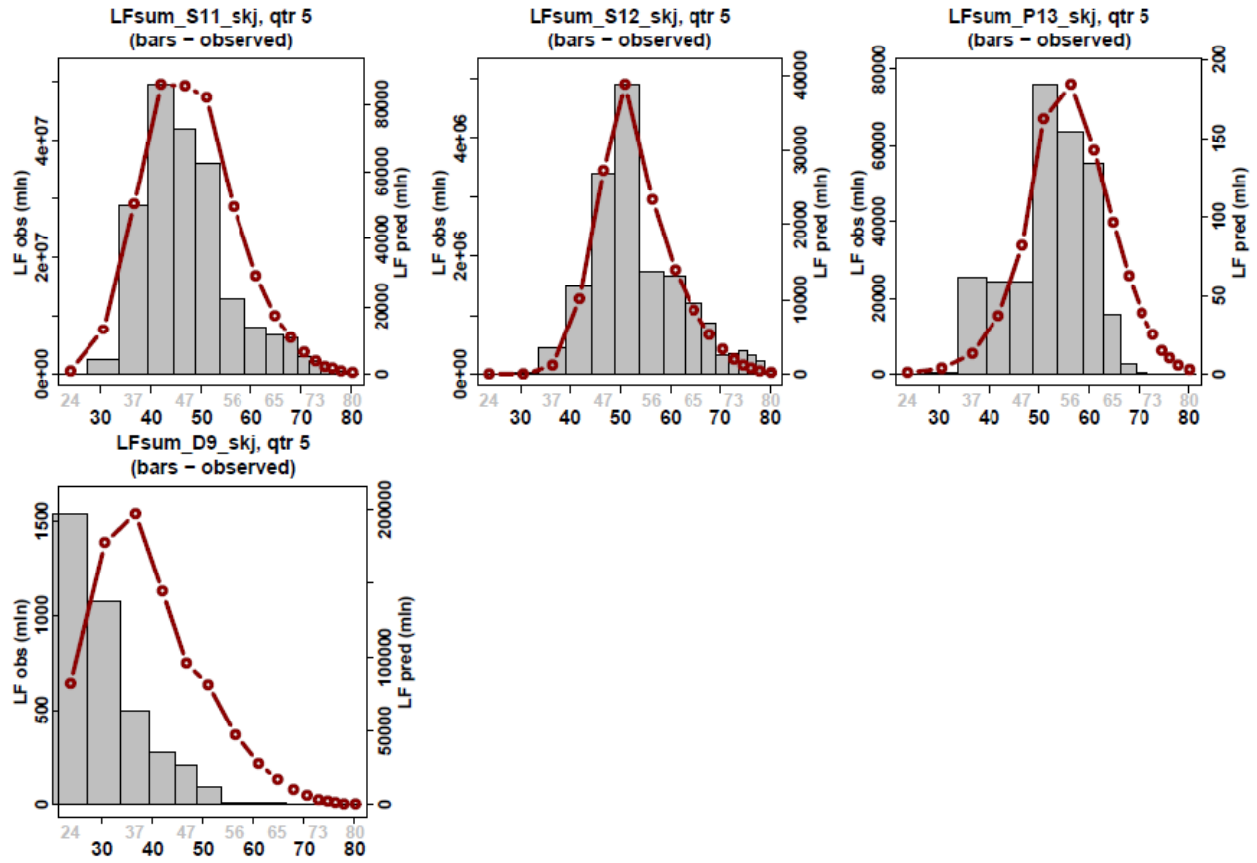 LFsum_S11_skj, qtr 5
(bars − observed)
LF obs (mln)
0e+00
2e+07
4e+07
LF pred (mln)
0
20000
40000
60000
80000
24 37 47 56 65 73 80
30 40 50 60 70 80
LFsum_S12_skj, qtr 5
(bars − observed)
LF obs (mln)
0e+00
2e+06
4e+06
LF pred (mln)
0
10000
20000
30000
40000
24 37 47 56 65 73 80
30 40 50 60 70 80
LFsum_P13_skj, qtr 5
(bars − observed)
LF obs (mln)
0
20000
40000
60000
80000
LF pred (mln)
0
50
100
150
200
24 37 47 56 65 73 80
30 40 50 60 70 80
LFsum_D9_skj, qtr 5
(bars − observed)
LF obs (mln)
0
500
1000
1500
LF pred (mln)
0
50000
100000
200000
24 37 47 56 65 73 80
30 40 50 60 70 80